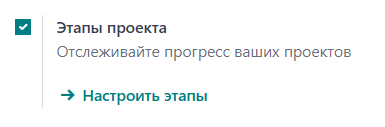 Этапы проекта
Отслеживайте прогресс ваших проектов
Настроить этапы